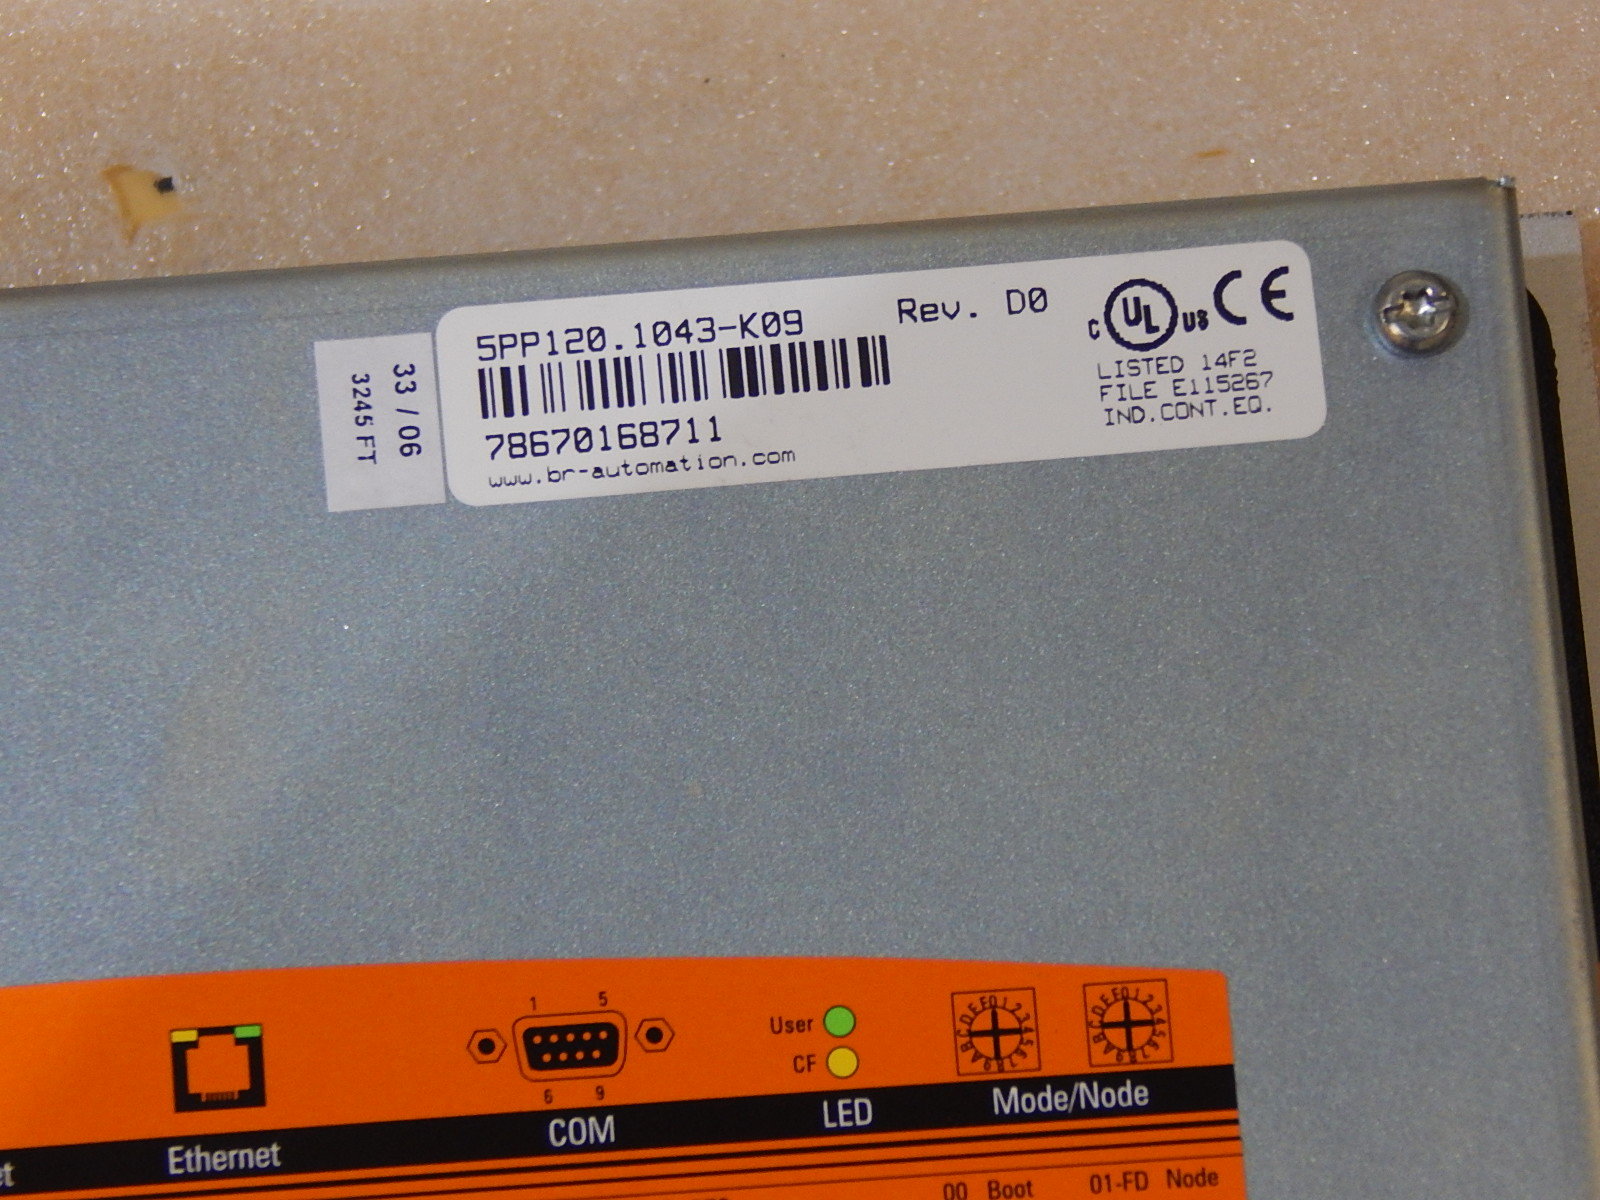 33 / 06
3245 FT
5PP120.1043-K09
Rev. D0
78670168711
www.br-automation.com
C UL US CE
LISTED 14F2
FILE E115267
IND.CONT.EQ.
1 5
6 9
User
CF
Ethernet
COM
LED
Mode/Node
00 Boot
01-FD Node